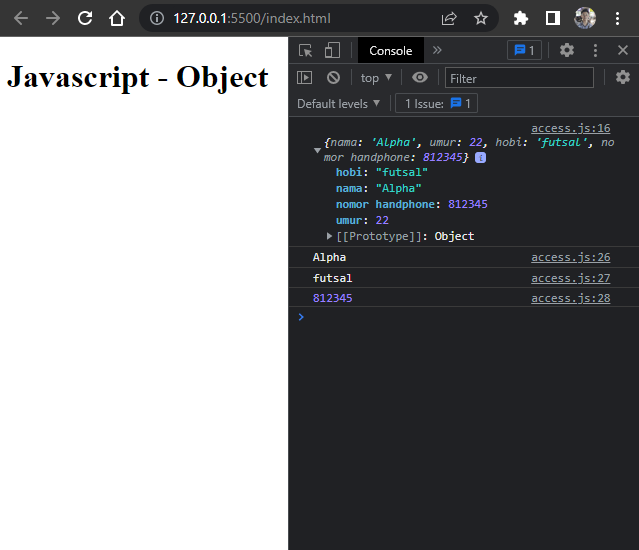 127.0.0.1:5500/index.html
Javascript - Object
Console
1
top
Filter
Default levels
1 Issue: 1
access.js:16
{nama: 'Alpha', umur: 22, hobi: 'futsal', no
mor handphone: 812345} i
hobi: "futsal"
nama: "Alpha"
nomor handphone: 812345
umur: 22
[[Prototype]]: Object
Alpha access.js:26
futsal access.js:27
812345 access.js:28